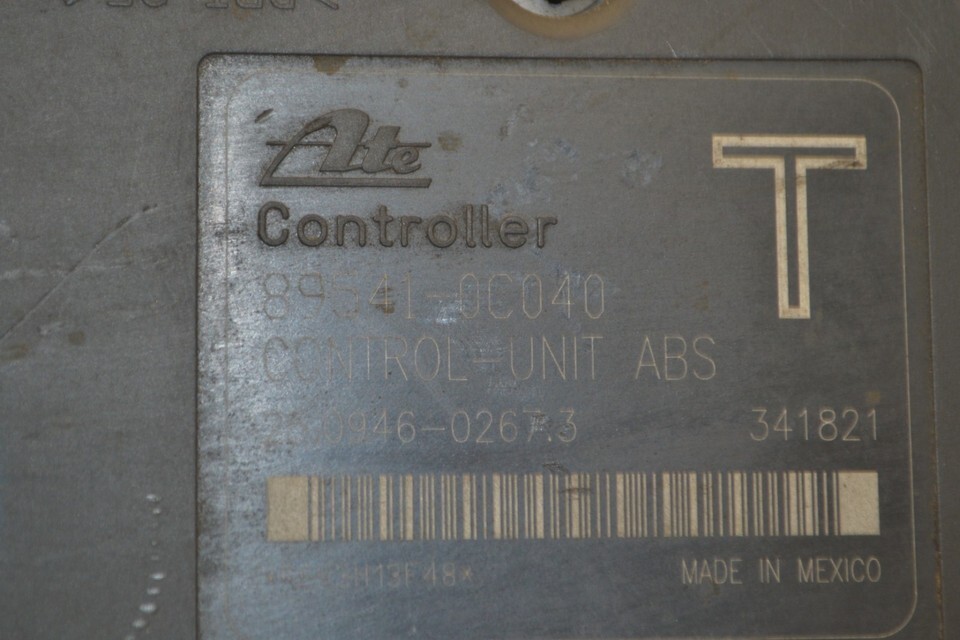 Ate
T
Controller
89541-0C040
CONTROL-UNIT ABS
341821
MADE IN MEXICO